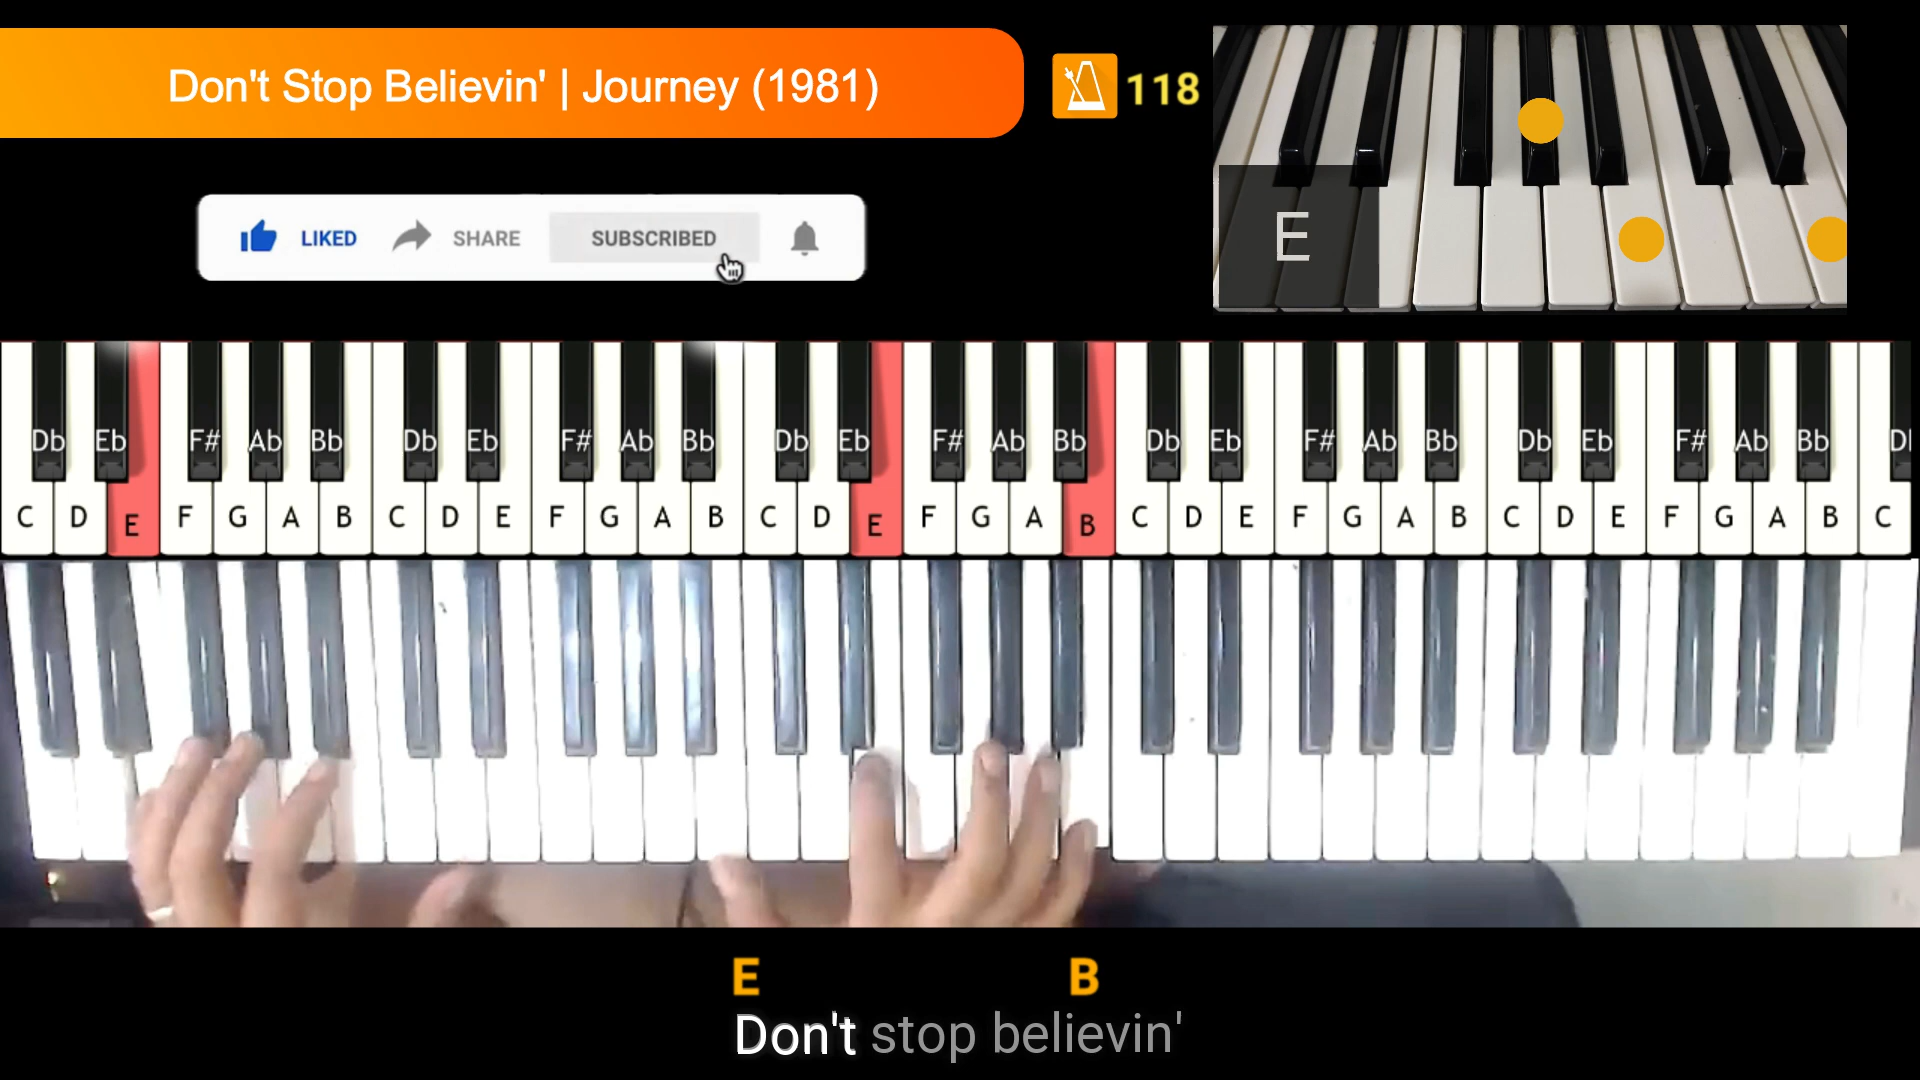 Don't Stop Believin' | Journey (1981)
118
LIKED SHARE SUBSCRIBED
E
Db Eb F# Ab Bb Db Eb F# Ab Bb Db Eb F# Ab Bb Db Eb F# Ab Bb Db Eb F# Ab Bb
C D E F G A B C D E F G A B C D E F G A B C D E F G A B C D E F G A B C
E B
Don't stop believin'